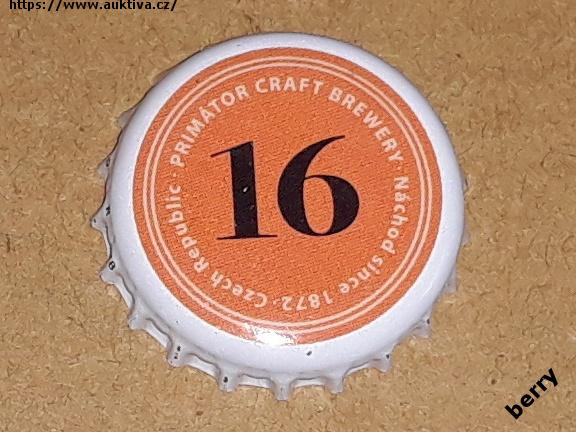 https://www.auktiva.cz/
· PRIMÁTOR CRAFT BREWERY · Náchod since 1872 · Czech Republic
16
berry